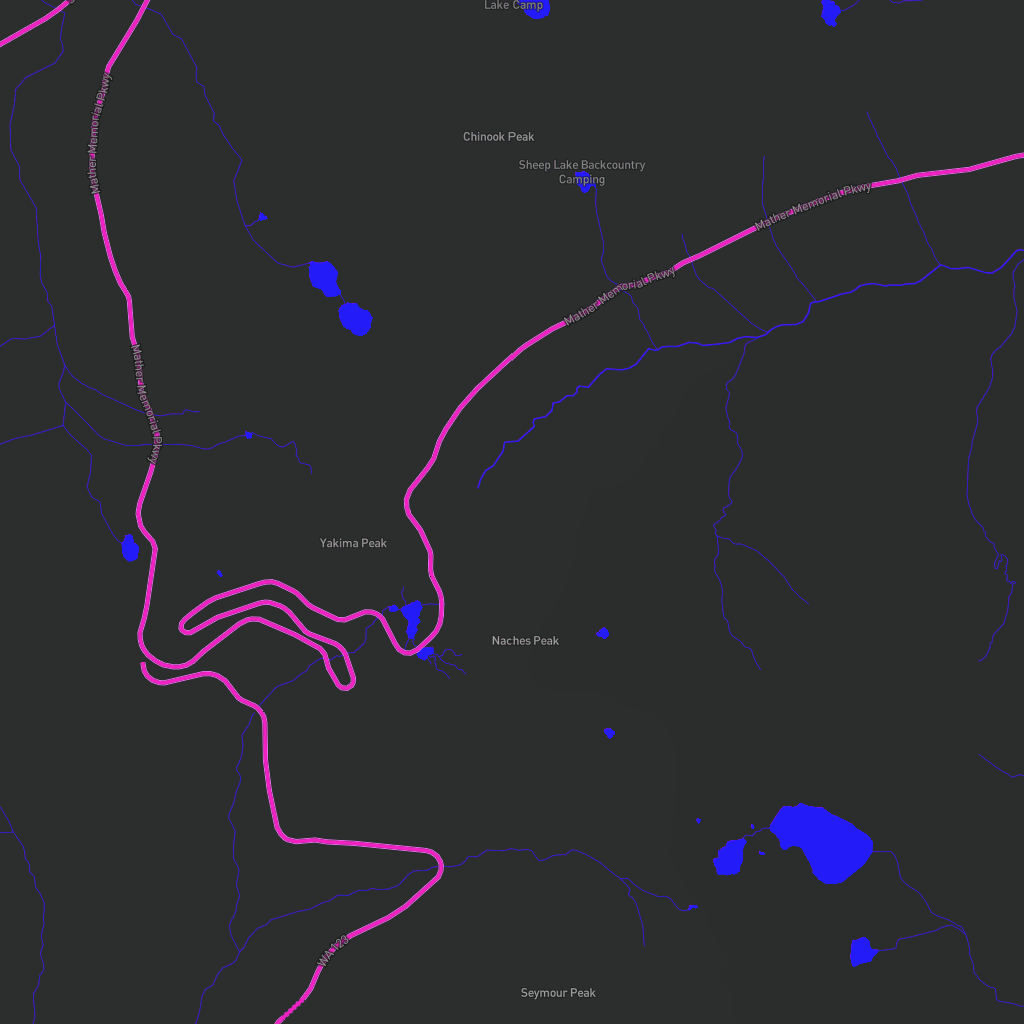 Lake Camp
Mather Memorial Pkwy
Chinook Peak
Sheep Lake Backcountry
Camping
Mather Memorial Pkwy
Mather Memorial Pkwy
Mather Memorial Pkwy
Yakima Peak
Naches Peak
WA 123
Seymour Peak